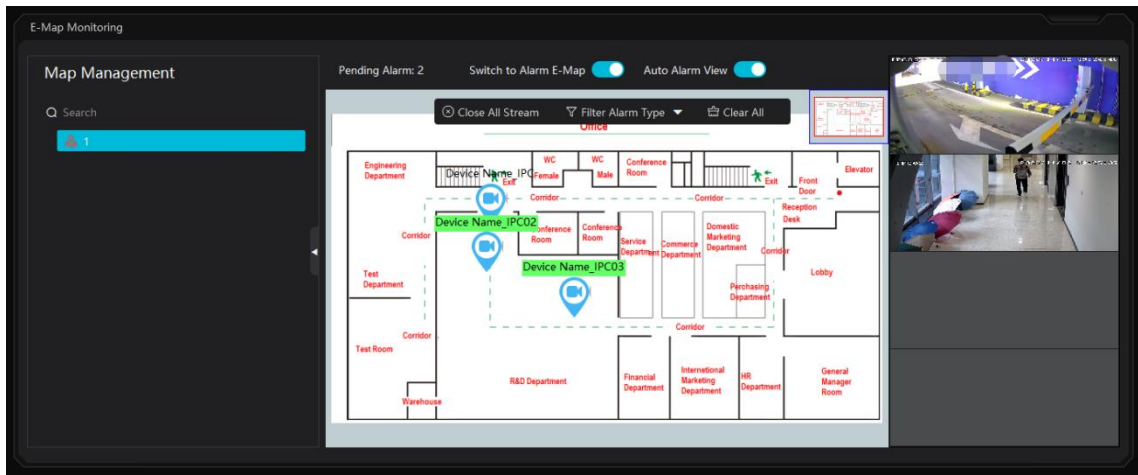 E-Map Monitoring
Map Management
Search
1
Pending Alarm: 2
Switch to Alarm E-Map
Auto Alarm View
Close All Stream
Filter Alarm Type
Clear All
Office
Engineering
Department
WC
Female
WC
Male
Conference
Room
Exit
Exit
Front
Door
Elevator
Device Name_IPC
Corridor
Corridor
Reception
Desk
Device Name_IPC02
Corridor
Conference
Room
Conference
Room
Service
Department
Commerce
Department
Domestic
Marketing
Department
Corridor
Device Name_IPC03
Test
Department
Lobby
Perchasing
Department
Corridor
Corridor
Test Room
R&D Department
Financial
Department
Internetional
Marketing
Department
HR
Department
General
Manager
Room
Warehouse